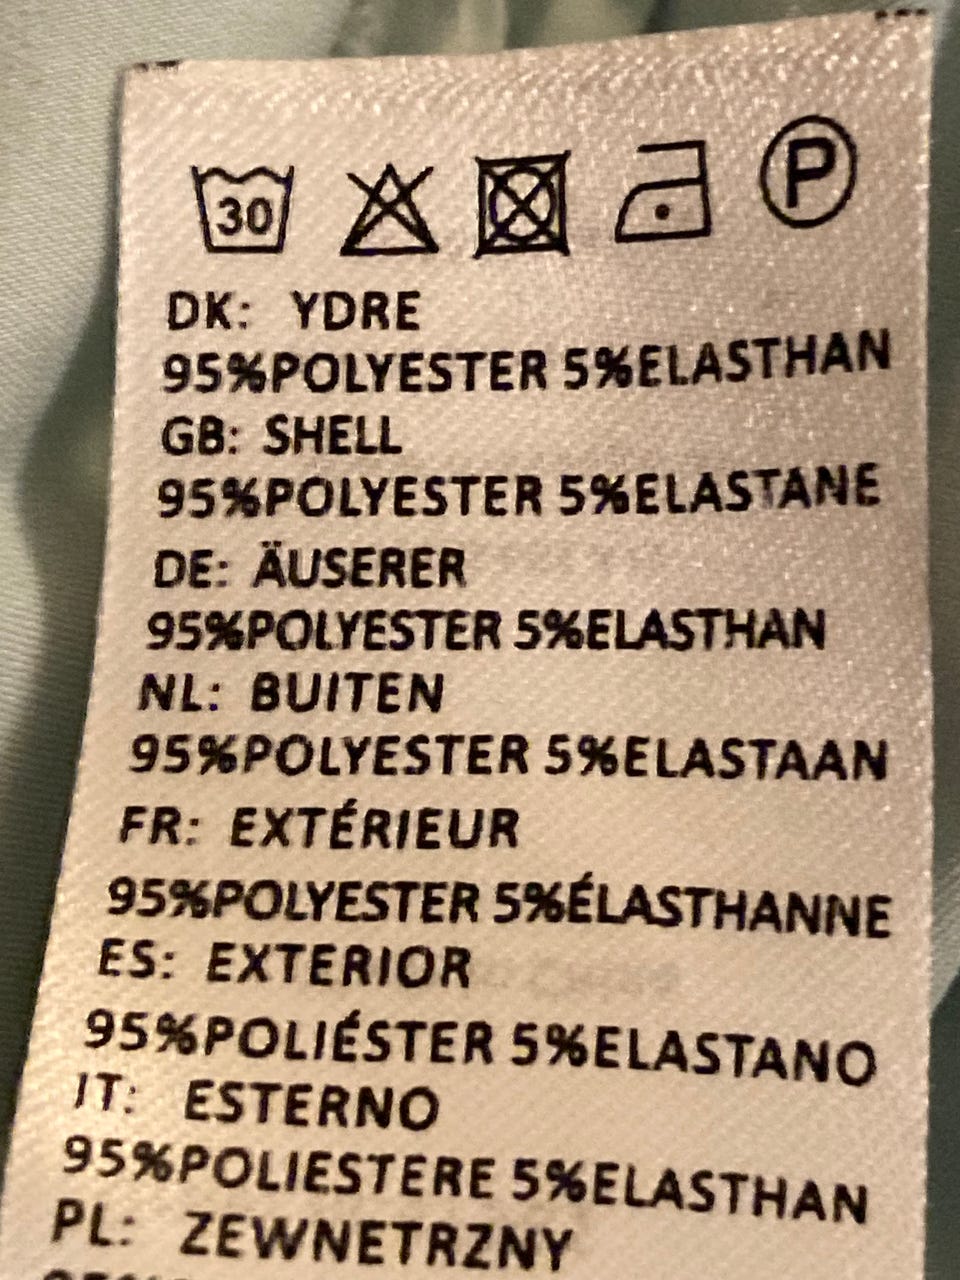 30 P
DK: YDRE
95%POLYESTER 5%ELASTHAN
GB: SHELL
95%POLYESTER 5%ELASTANE
DE: ÄUSERER
95%POLYESTER 5%ELASTHAN
NL: BUITEN
95%POLYESTER 5%ELASTAAN
FR: EXTÉRIEUR
95%POLYESTER 5%ÉLASTHANNE
ES: EXTERIOR
95%POLIÉSTER 5%ELASTANO
IT: ESTERNO
95%POLIESTERE 5%ELASTHAN
PL: ZEWNETRZNY